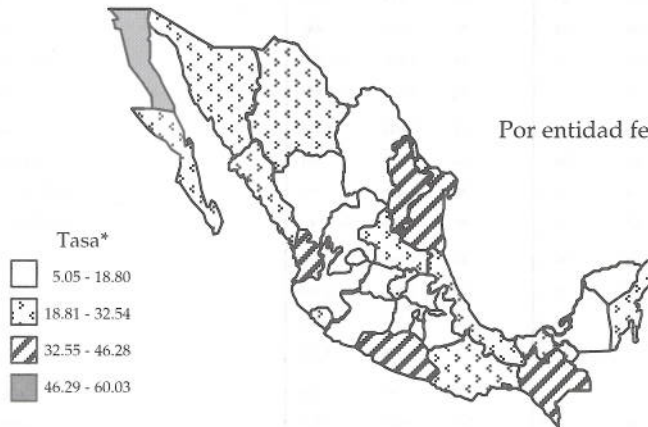 Por entidad fe
Tasa*
5.05 - 18.80
18.81 - 32.54
32.55 - 46.28
46.29 - 60.03